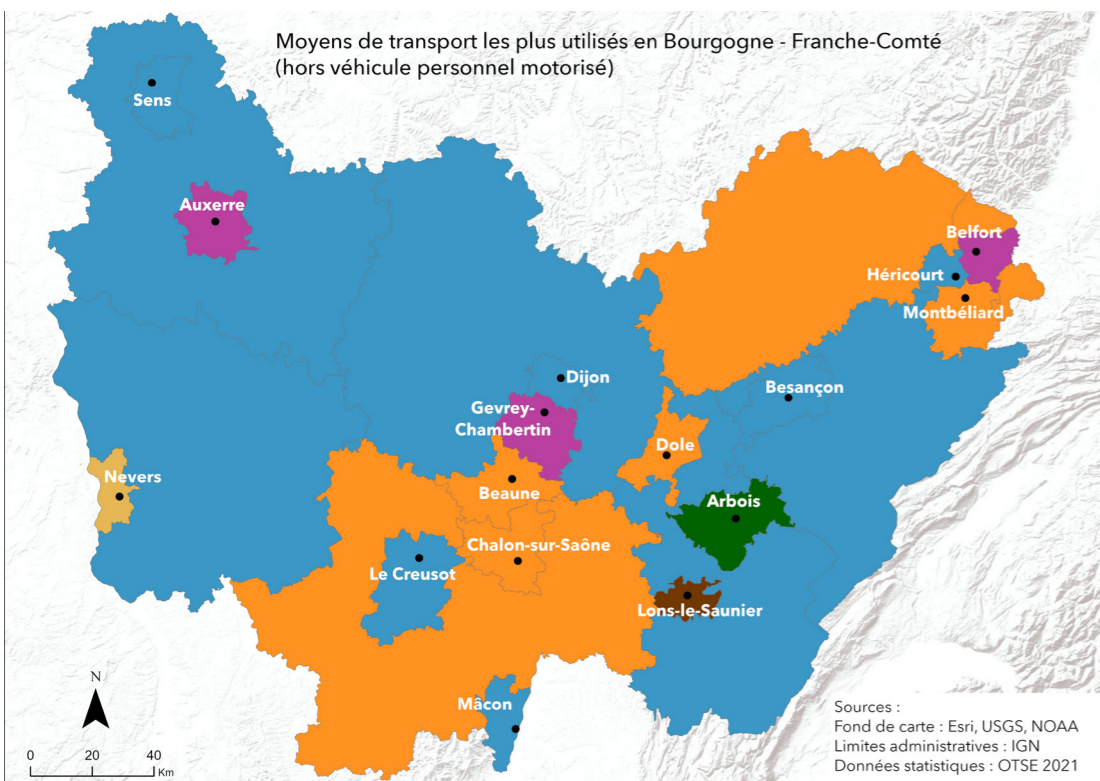 Moyens de transport les plus utilisés en Bourgogne - Franche-Comté
(hors véhicule personnel motorisé)
Sens
Auxerre
Belfort
Héricourt
Montbéliard
Dijon
Besançon
Gevrey-
Chambertin
Dole
Nevers
Beaune
Arbois
Chalon-sur-Saône
Le Creusot
Lons-le-Saunier
Mâcon
N
0 20 40
Km
Sources :
Fond de carte : Esri, USGS, NOAA
Limites administratives : IGN
Données statistiques : OTSE 2021